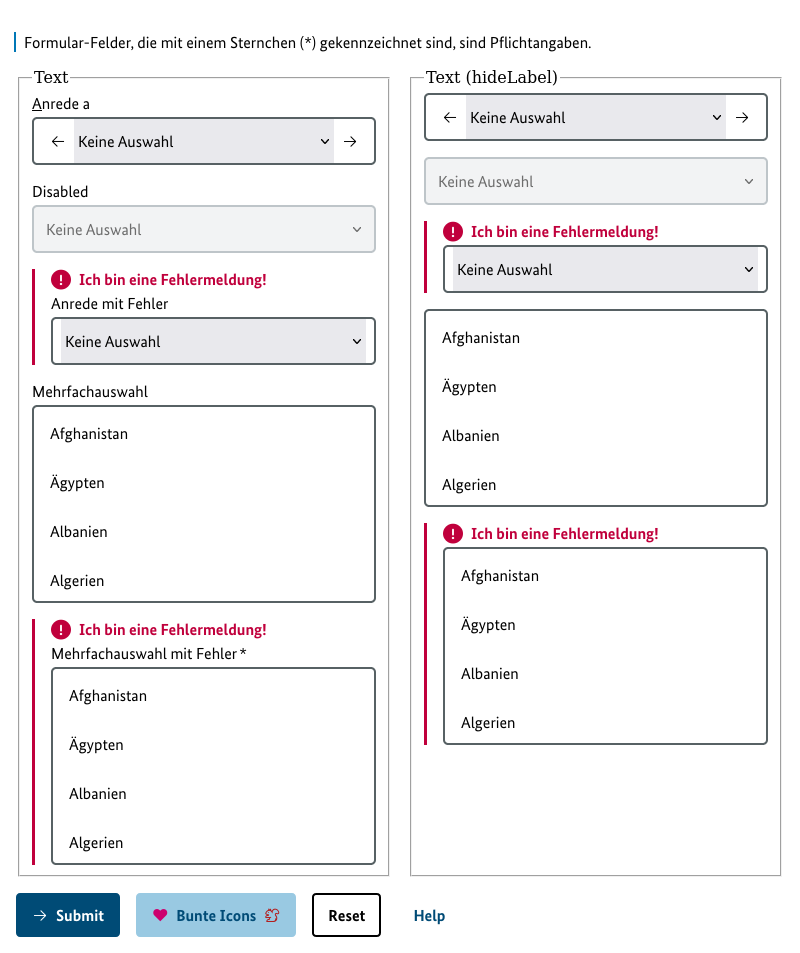 Formular-Felder, die mit einem Sternchen (*) gekennzeichnet sind, sind Pflichtangaben.
Text
Anrede a
Keine Auswahl
Disabled
Keine Auswahl
Ich bin eine Fehlermeldung!
Anrede mit Fehler
Keine Auswahl
Mehrfachauswahl
Afghanistan
Ägypten
Albanien
Algerien
Ich bin eine Fehlermeldung!
Mehrfachauswahl mit Fehler *
Afghanistan
Ägypten
Albanien
Algerien
Text (hideLabel)
Keine Auswahl
Keine Auswahl
Ich bin eine Fehlermeldung!
Keine Auswahl
Afghanistan
Ägypten
Albanien
Algerien
Ich bin eine Fehlermeldung!
Afghanistan
Ägypten
Albanien
Algerien
Submit
Bunte Icons
Reset
Help